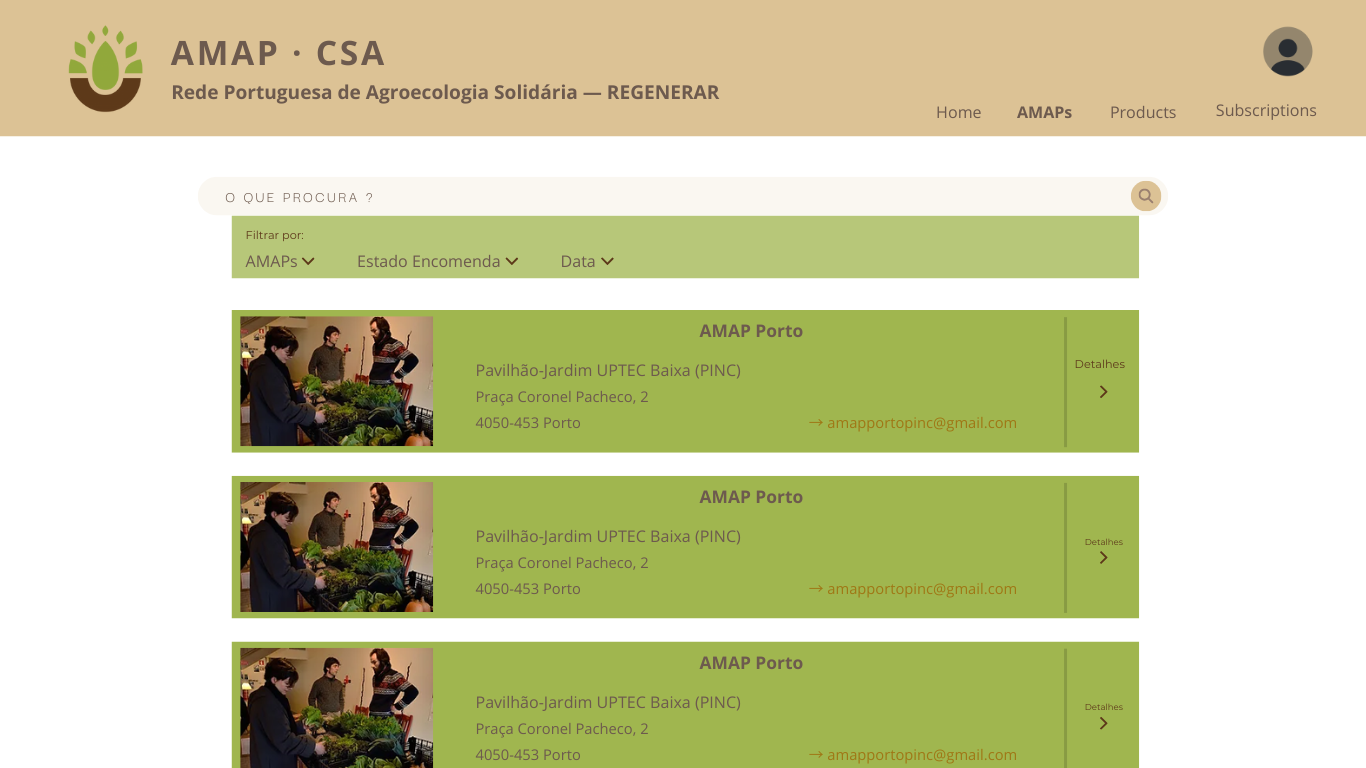 AMAP · CSA
Rede Portuguesa de Agroecologia Solidária — REGENERAR
Home AMAPs Products Subscriptions
O QUE PROCURA ?
Filtrar por:
AMAPs Estado Encomenda Data
AMAP Porto
Pavilhão-Jardim UPTEC Baixa (PINC)
Praça Coronel Pacheco, 2
4050-453 Porto → amapportopinc@gmail.com
Detalhes
AMAP Porto
Pavilhão-Jardim UPTEC Baixa (PINC)
Praça Coronel Pacheco, 2
4050-453 Porto → amapportopinc@gmail.com
Detalhes
AMAP Porto
Pavilhão-Jardim UPTEC Baixa (PINC)
Praça Coronel Pacheco, 2
4050-453 Porto → amapportopinc@gmail.com
Detalhes